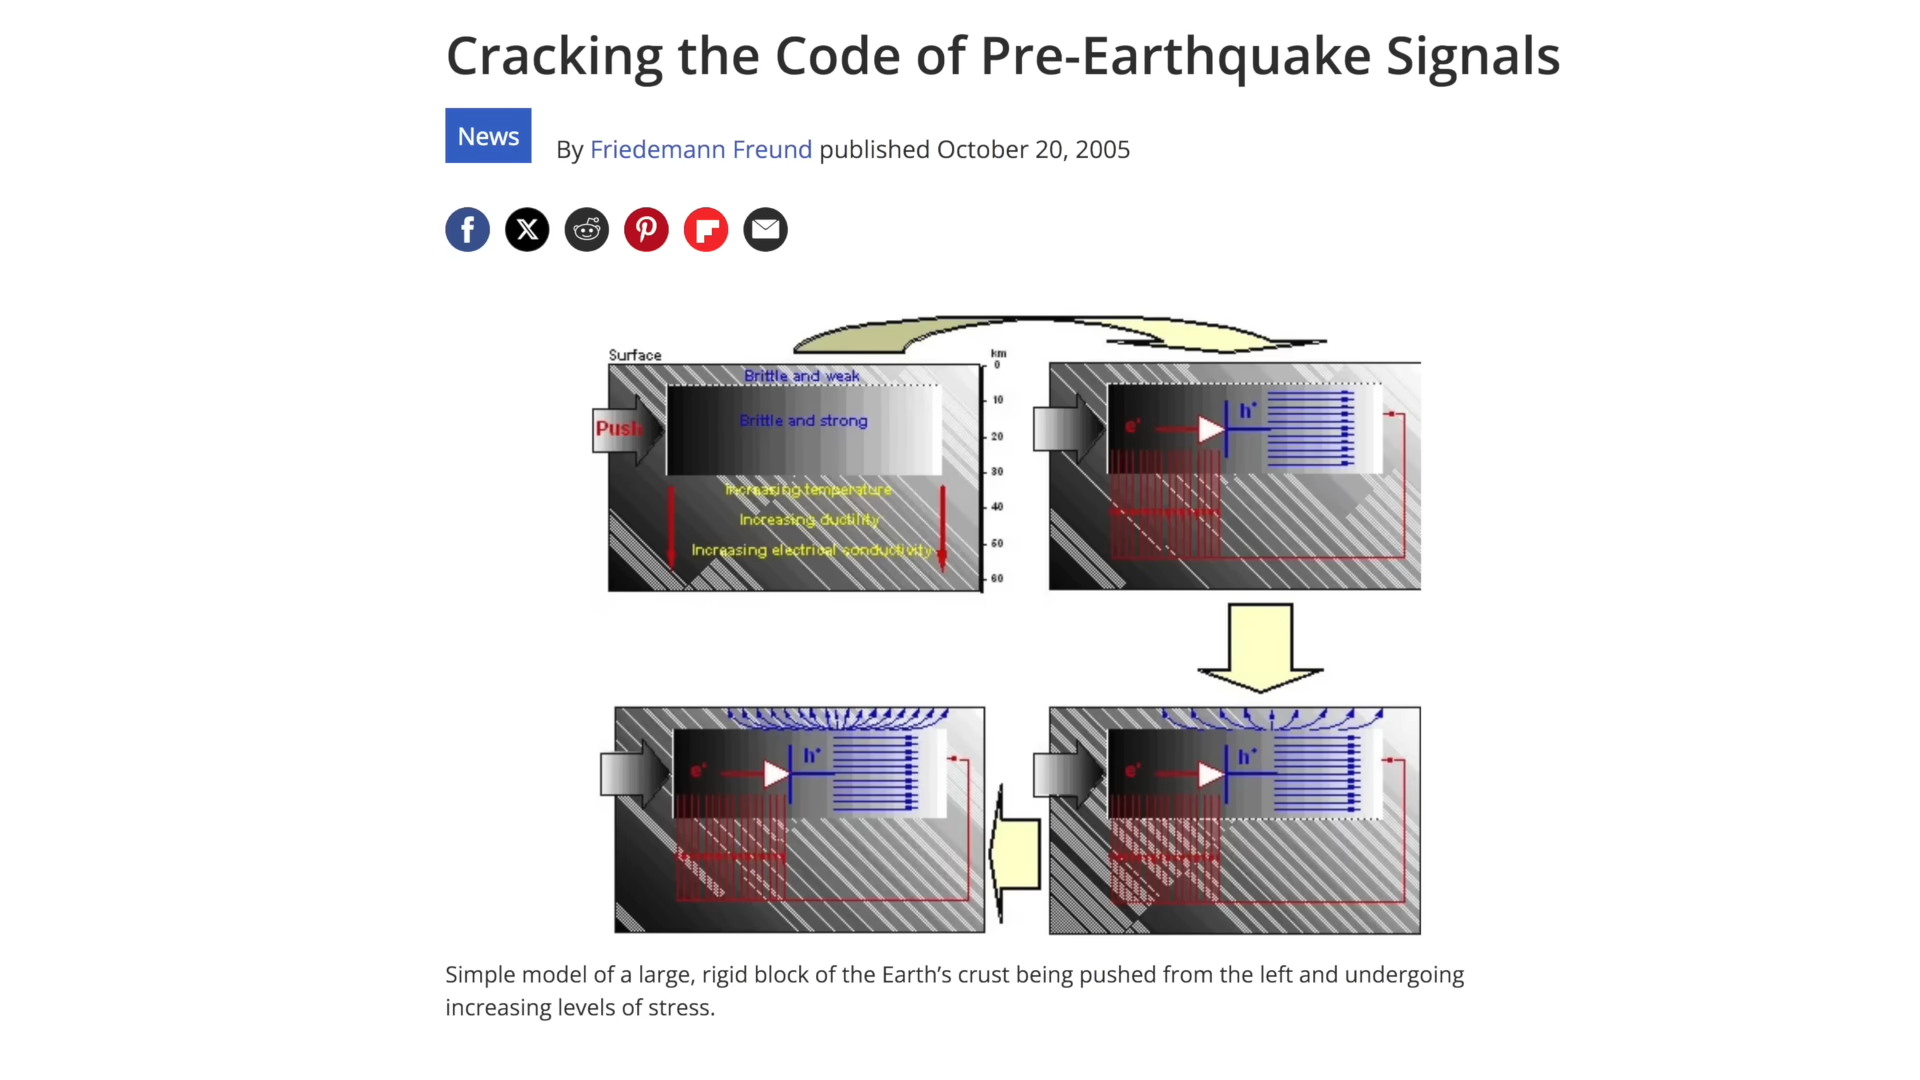 Cracking the Code of Pre-Earthquake Signals
News
By Friedemann Freund published October 20, 2005
Surface
km
0
10
20
30
40
50
60
Brittle and weak
Brittle and strong
Push
Increasing temperature
Increasing ductility
Increasing electrical conductivity
e'
h•
e'
h•
e'
h•
Simple model of a large, rigid block of the Earth’s crust being pushed from the left and undergoing
increasing levels of stress.